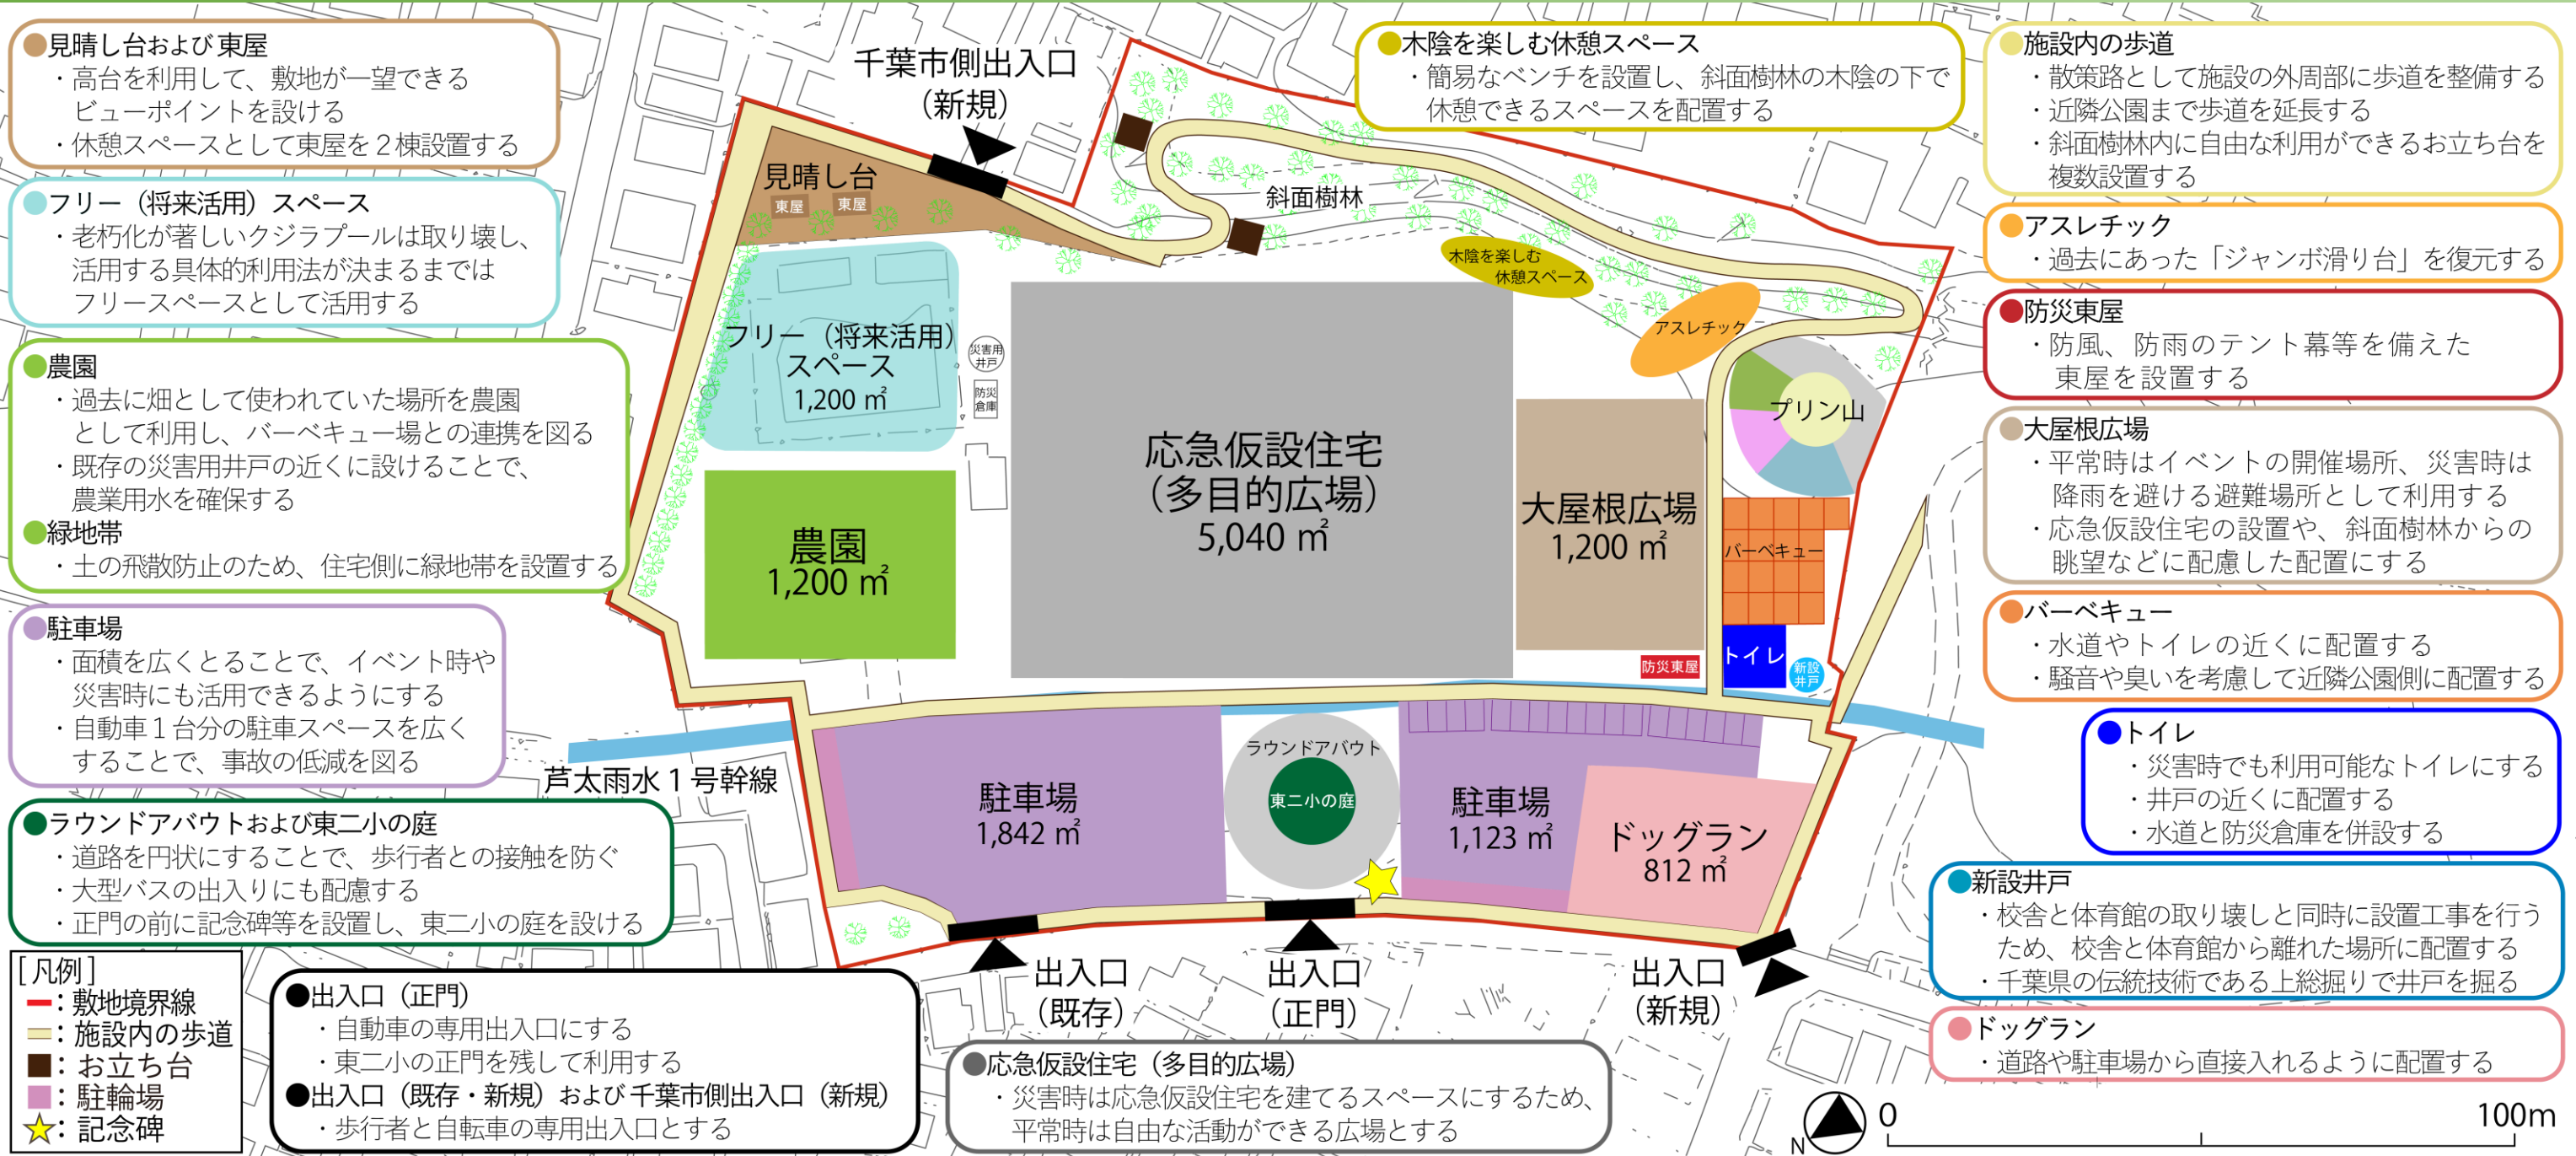 ●見晴し台および東屋
・高台を利用して、敷地が一望できる
ビューポイントを設ける
・休憩スペースとして東屋を２棟設置する
●フリー（将来活用）スペース
・老朽化が著しいクジラプールは取り壊し、
活用する具体的利用法が決まるまでは
フリースペースとして活用する
●農園
・過去に畑として使われていた場所を農園
として利用し、バーベキュー場との連携を図る
・既存の災害用井戸の近くに設けることで、
農業用水を確保する
●緑地帯
・土の飛散防止のため、住宅側に緑地帯を設置する
●駐車場
・面積を広くとることで、イベント時や
災害時にも活用できるようにする
・自動車１台分の駐車スペースを広く
することで、事故の低減を図る
●ラウンドアバウトおよび東二小の庭
・道路を円状にすることで、歩行者との接触を防ぐ
・大型バスの出入りにも配慮する
・正門の前に記念碑等を設置し、東二小の庭を設ける
[凡例]
：敷地境界線
：施設内の歩道
：お立ち台
：駐輪場
：記念碑
●出入口（正門）
・自動車の専用出入口にする
・東二小の正門を残して利用する
●出入口（既存・新規）および千葉市側出入口（新規）
・歩行者と自転車の専用出入口とする
千葉市側出入口
（新規）
見晴し台
東屋
東屋
斜面樹林
木陰を楽しむ
休憩スペース
アスレチック
フリー（将来活用）
スペース
1,200 ㎡
災害用
井戸
防災
倉庫
プリン山
応急仮設住宅
（多目的広場）
5,040 ㎡
大屋根広場
1,200 ㎡
農園
1,200 ㎡
バーベキュー
防災東屋
トイレ
新設
井戸
芦太雨水１号幹線
駐車場
1,842 ㎡
ラウンドアバウト
東二小の庭
駐車場
1,123 ㎡
ドッグラン
812 ㎡
出入口
（既存）
出入口
（正門）
出入口
（新規）
●応急仮設住宅（多目的広場）
・災害時は応急仮設住宅を建てるスペースにするため、
平常時は自由な活動ができる広場とする
●木陰を楽しむ休憩スペース
・簡易なベンチを設置し、斜面樹林の木陰の下で
休憩できるスペースを配置する
●施設内の歩道
・散策路として施設の外周部に歩道を整備する
・近隣公園まで歩道を延長する
・斜面樹林内に自由な利用ができるお立ち台を
複数設置する
●アスレチック
・過去にあった「ジャンボ滑り台」を復元する
●防災東屋
・防風、防雨のテント幕等を備えた
東屋を設置する
●大屋根広場
・平常時はイベントの開催場所、災害時は
降雨を避ける避難場所として利用する
・応急仮設住宅の設置や、斜面樹林からの
眺望などに配慮した配置にする
●バーベキュー
・水道やトイレの近くに配置する
・騒音や臭いを考慮して近隣公園側に配置する
●トイレ
・災害時でも利用可能なトイレにする
・井戸の近くに配置する
・水道と防災倉庫を併設する
●新設井戸
・校舎と体育館の取り壊しと同時に設置工事を行う
ため、校舎と体育館から離れた場所に配置する
・千葉県の伝統技術である上総掘りで井戸を掘る
●ドッグラン
・道路や駐車場から直接入れるように配置する
N
0
100m